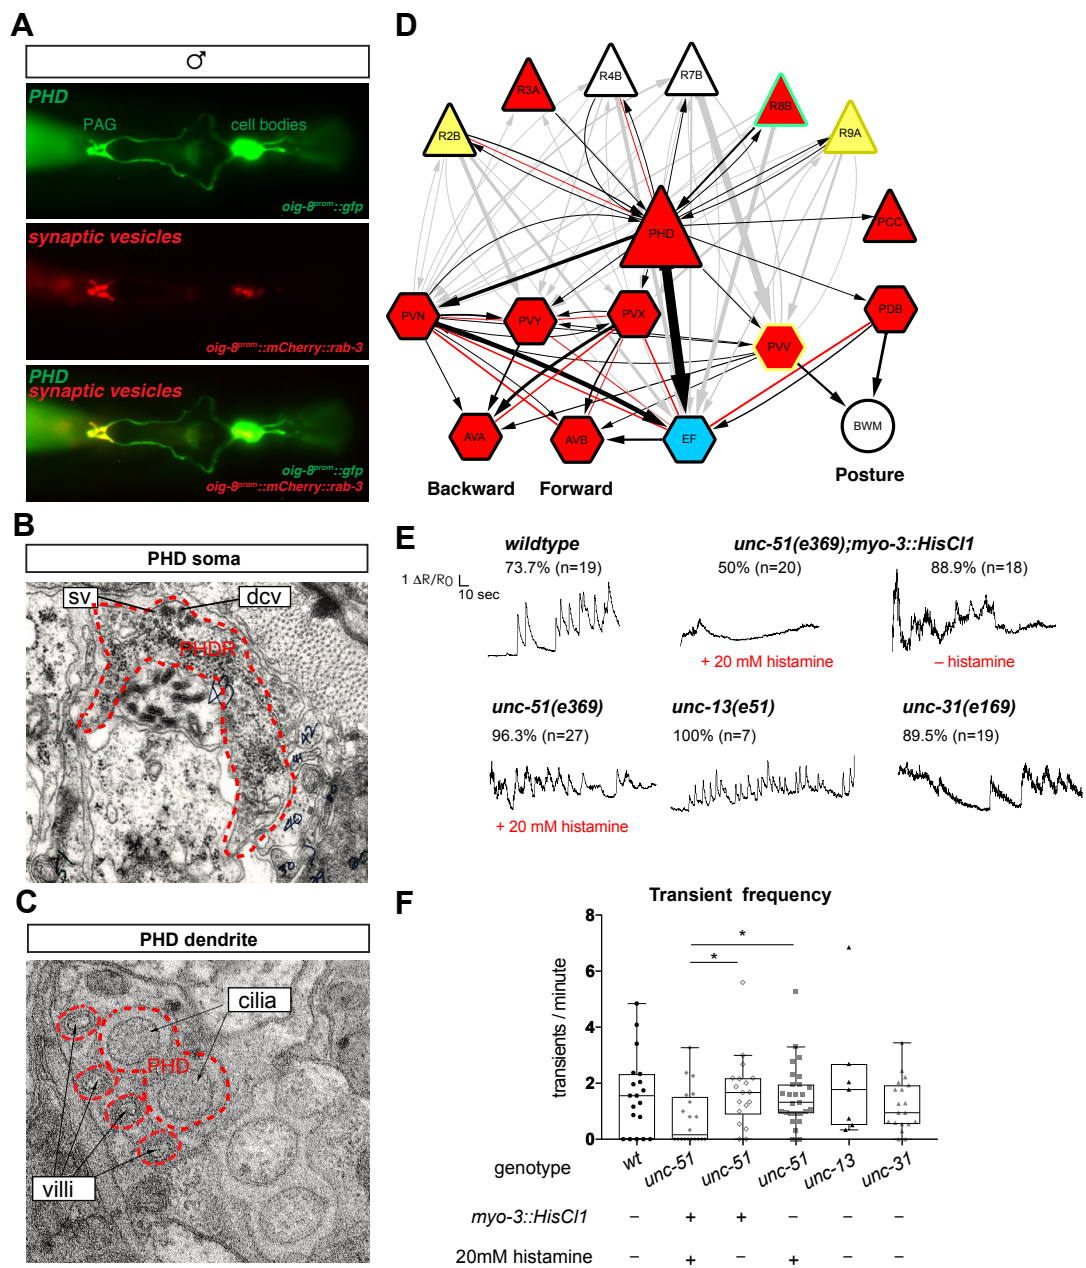 A
♂
PHD
PAG
cell bodies
oig-8prom::gfp
synaptic vesicles
oig-8prom::mCherry::rab-3
PHD
synaptic vesicles
oig-8prom::gfp
oig-8prom::mCherry::rab-3
B
PHD soma
sv
dcv
PHDR
43
42
40
C
PHD dendrite
cilia
PHD
villi
D
R3A
R4B
R7B
R8B
R2B
R9A
PHD
PCC
PVN
PVY
PVX
PVV
PDB
AVA
AVB
EF
BWM
Backward
Forward
Posture
E
wildtype
73.7% (n=19)
unc-51(e369);myo-3::HisCl1
50% (n=20)
88.9% (n=18)
1 ΔR/R0
10 sec
+ 20 mM histamine
– histamine
unc-51(e369)
unc-13(e51)
unc-31(e169)
96.3% (n=27)
100% (n=7)
89.5% (n=19)
+ 20 mM histamine
F
Transient frequency
transients / minute
8
6
4
2
0
*
*
genotype
wt
unc-51
unc-51
unc-51
unc-13
unc-31
myo-3::HisCl1
– + + – – –
20mM histamine
– + – + – –